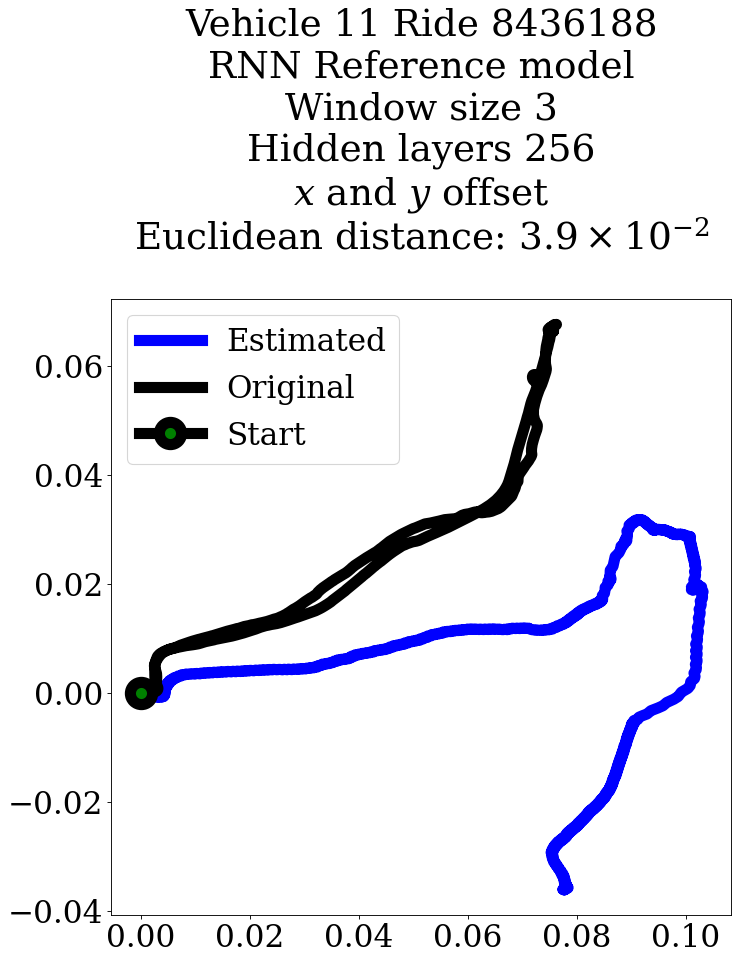 Vehicle 11 Ride 8436188
RNN Reference model
Window size 3
Hidden layers 256
x and y offset
Euclidean distance: 3.9 × 10⁻²
Estimated
Original
Start
0.06
0.04
0.02
0.00
−0.02
−0.04
0.00 0.02 0.04 0.06 0.08 0.10